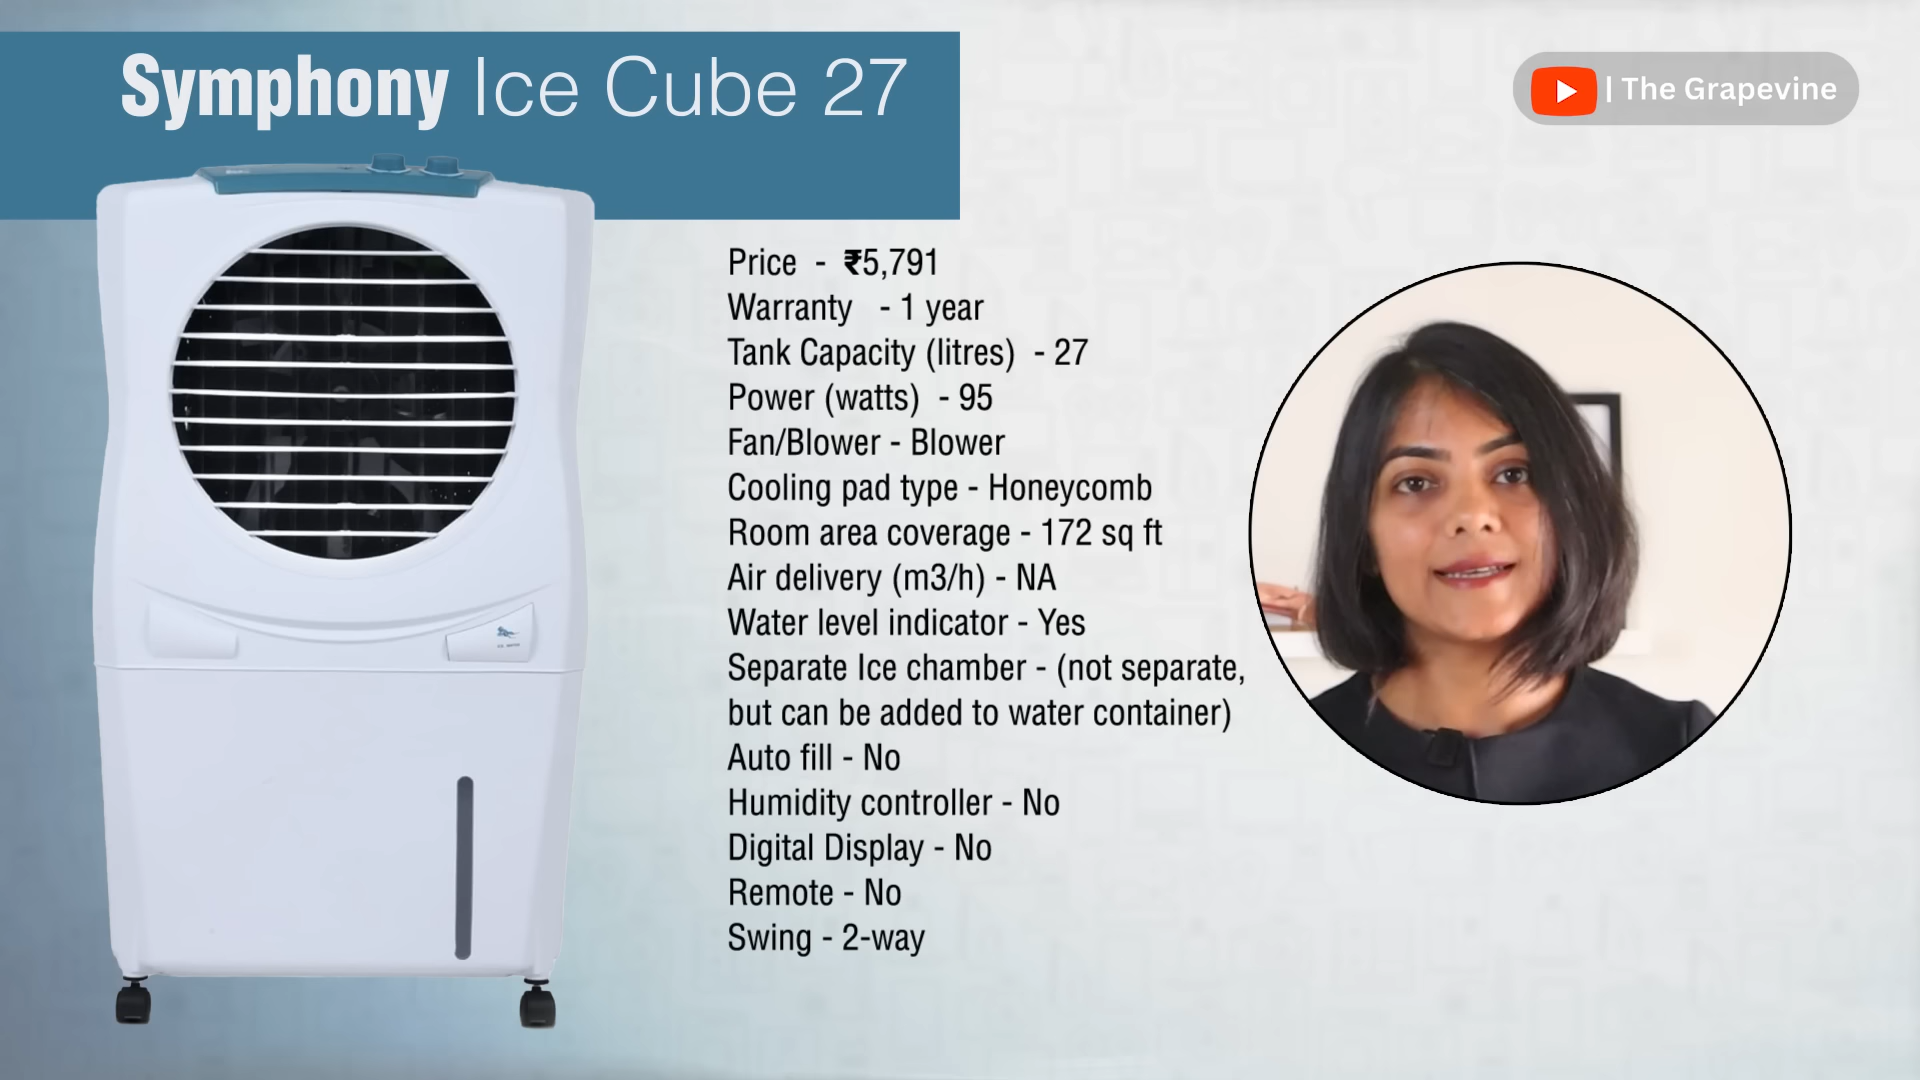 Symphony Ice Cube 27
| The Grapevine
Price - ₹5,791
Warranty - 1 year
Tank Capacity (litres) - 27
Power (watts) - 95
Fan/Blower - Blower
Cooling pad type - Honeycomb
Room area coverage - 172 sq ft
Air delivery (m3/h) - NA
Water level indicator - Yes
Separate Ice chamber - (not separate,
but can be added to water container)
Auto fill - No
Humidity controller - No
Digital Display - No
Remote - No
Swing - 2-way